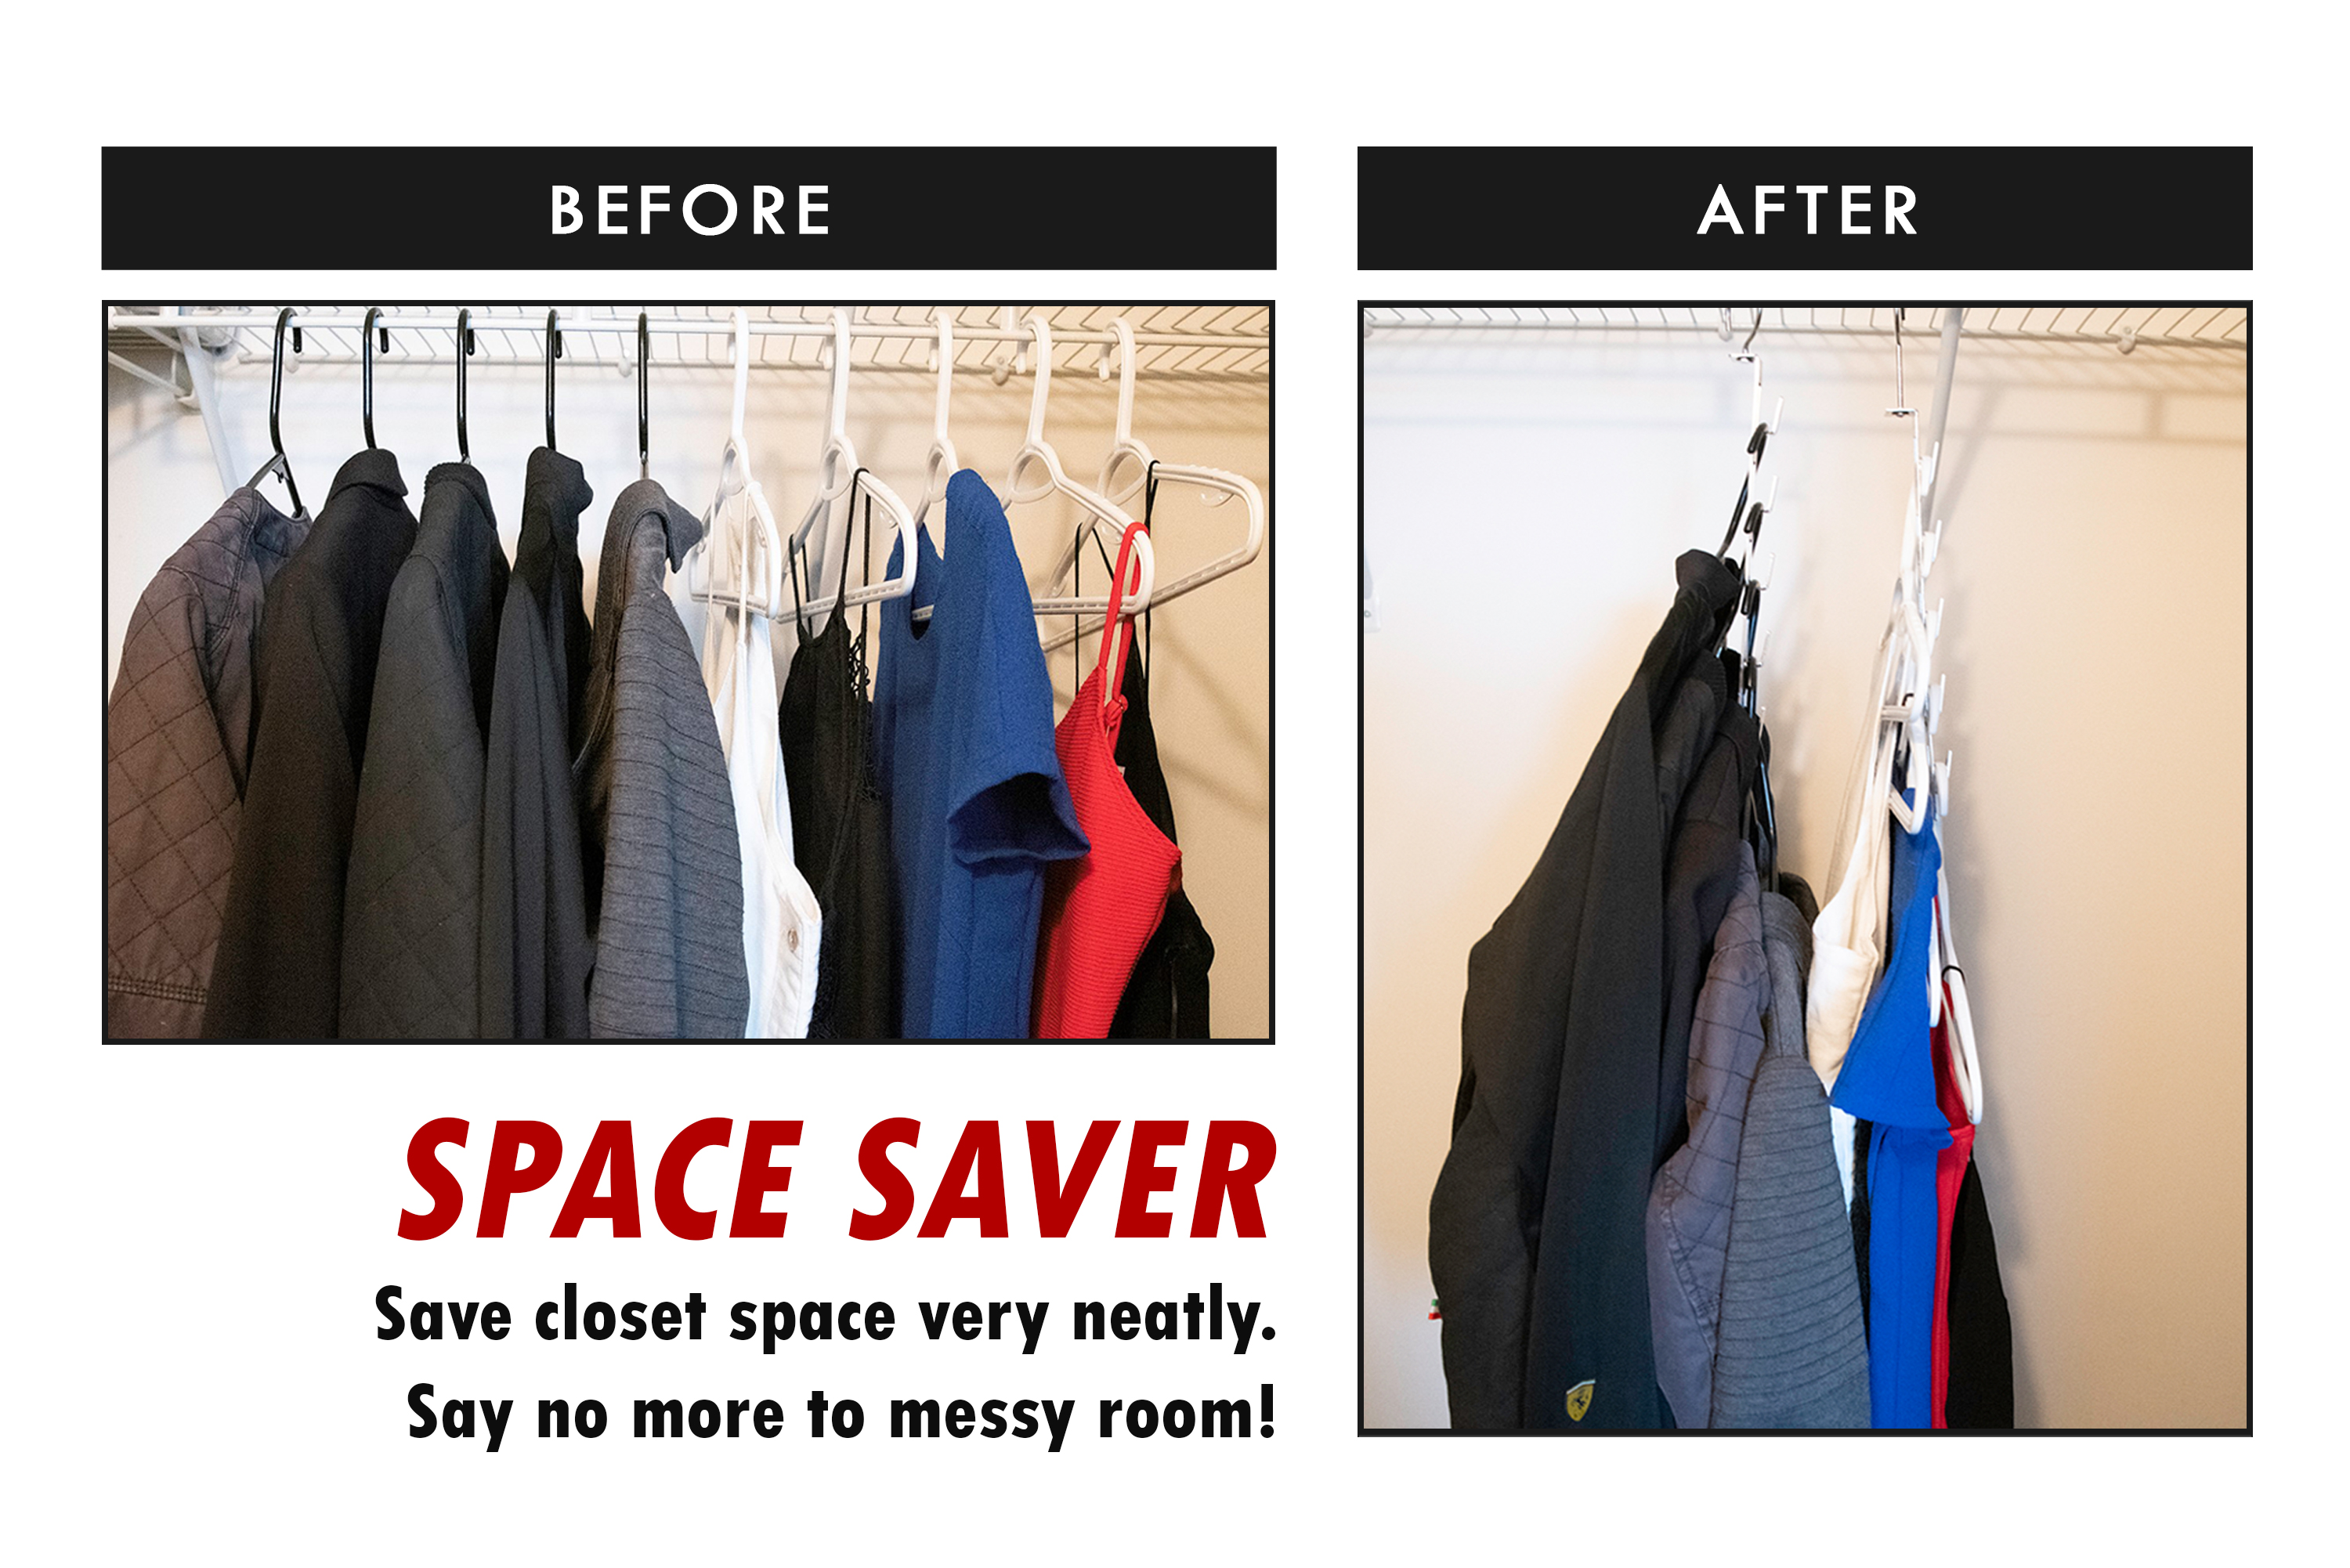 BEFORE
AFTER
SPACE SAVER
Save closet space very neatly.
Say no more to messy room!